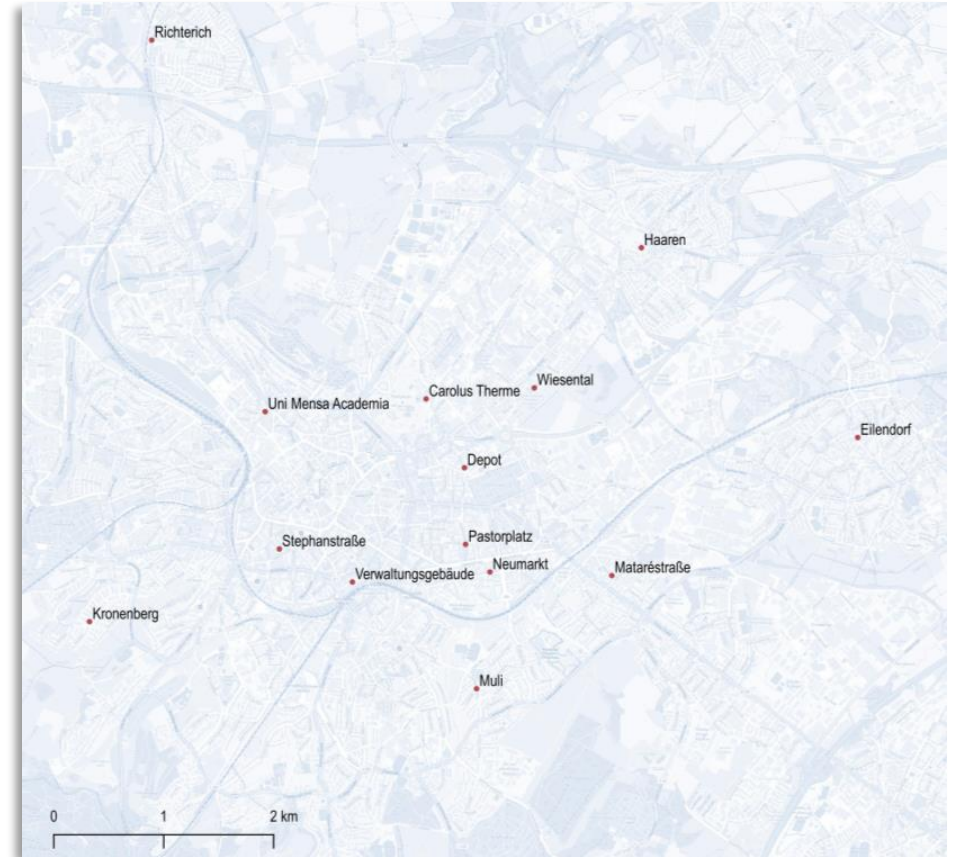 Richterich
Haaren
Wiesental
Carolus Therme
Uni Mensa Academia
Eilendorf
Depot
Pastorplatz
Stephanstraße
Neumarkt
Mataréstraße
Verwaltungsgebäude
Kronenberg
Muli
0 1 2 km